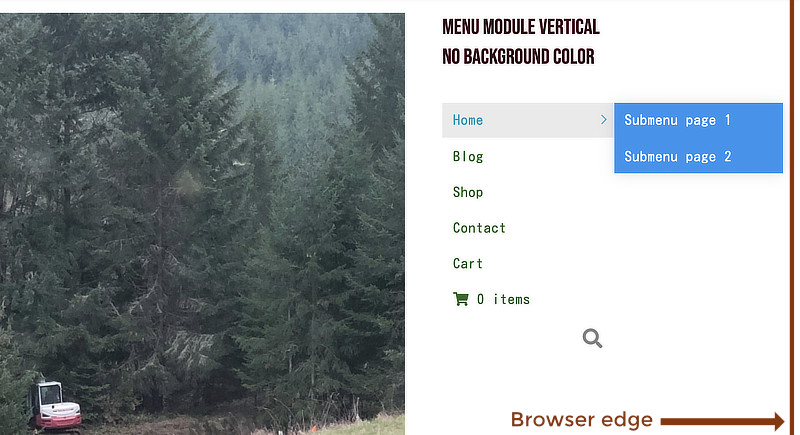 MENU MODULE VERTICAL
NO BACKGROUND COLOR
Home
Submenu page 1
Blog
Submenu page 2
Shop
Contact
Cart
0 items
Browser edge